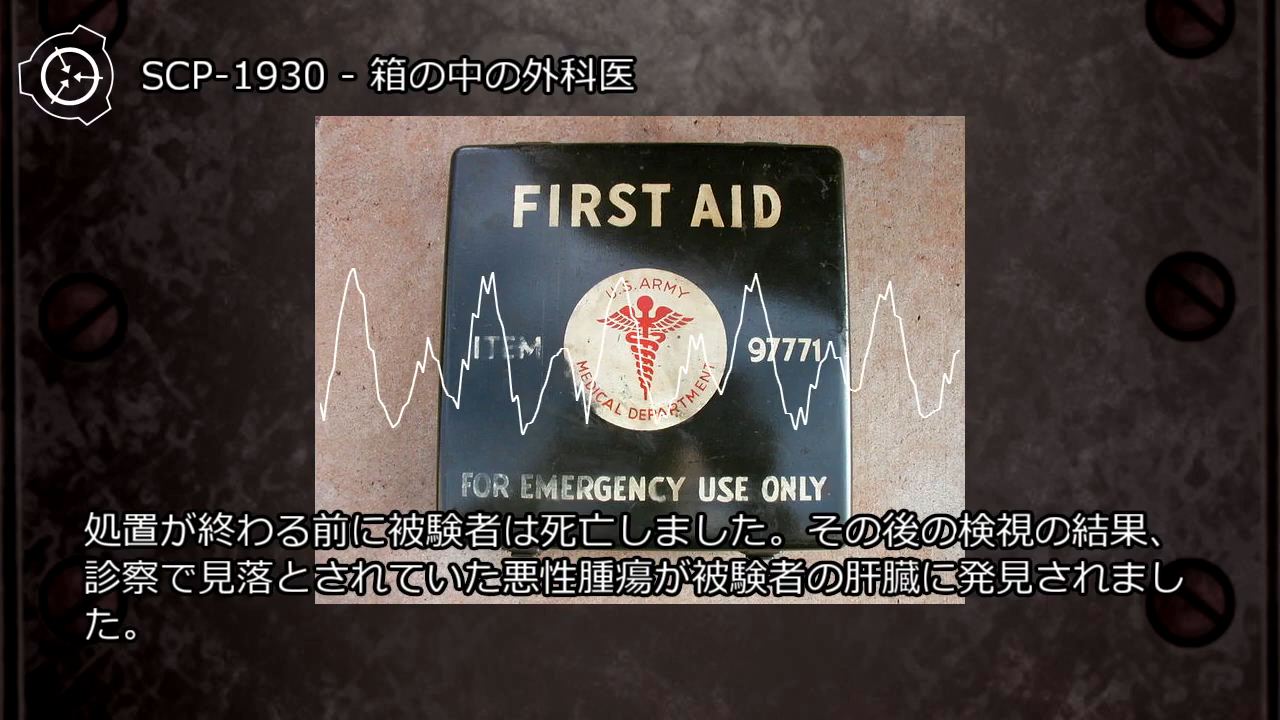 SCP-1930 - 箱の中の外科医
FIRST AID
U.S. ARMY
ITEM
97771
MEDICAL DEPARTMENT
FOR EMERGENCY USE ONLY
処置が終わる前に被験者は死亡しました。その後の検視の結果、
診察で見落とされていた悪性腫瘍が被験者の肝臓に発見されまし
た。